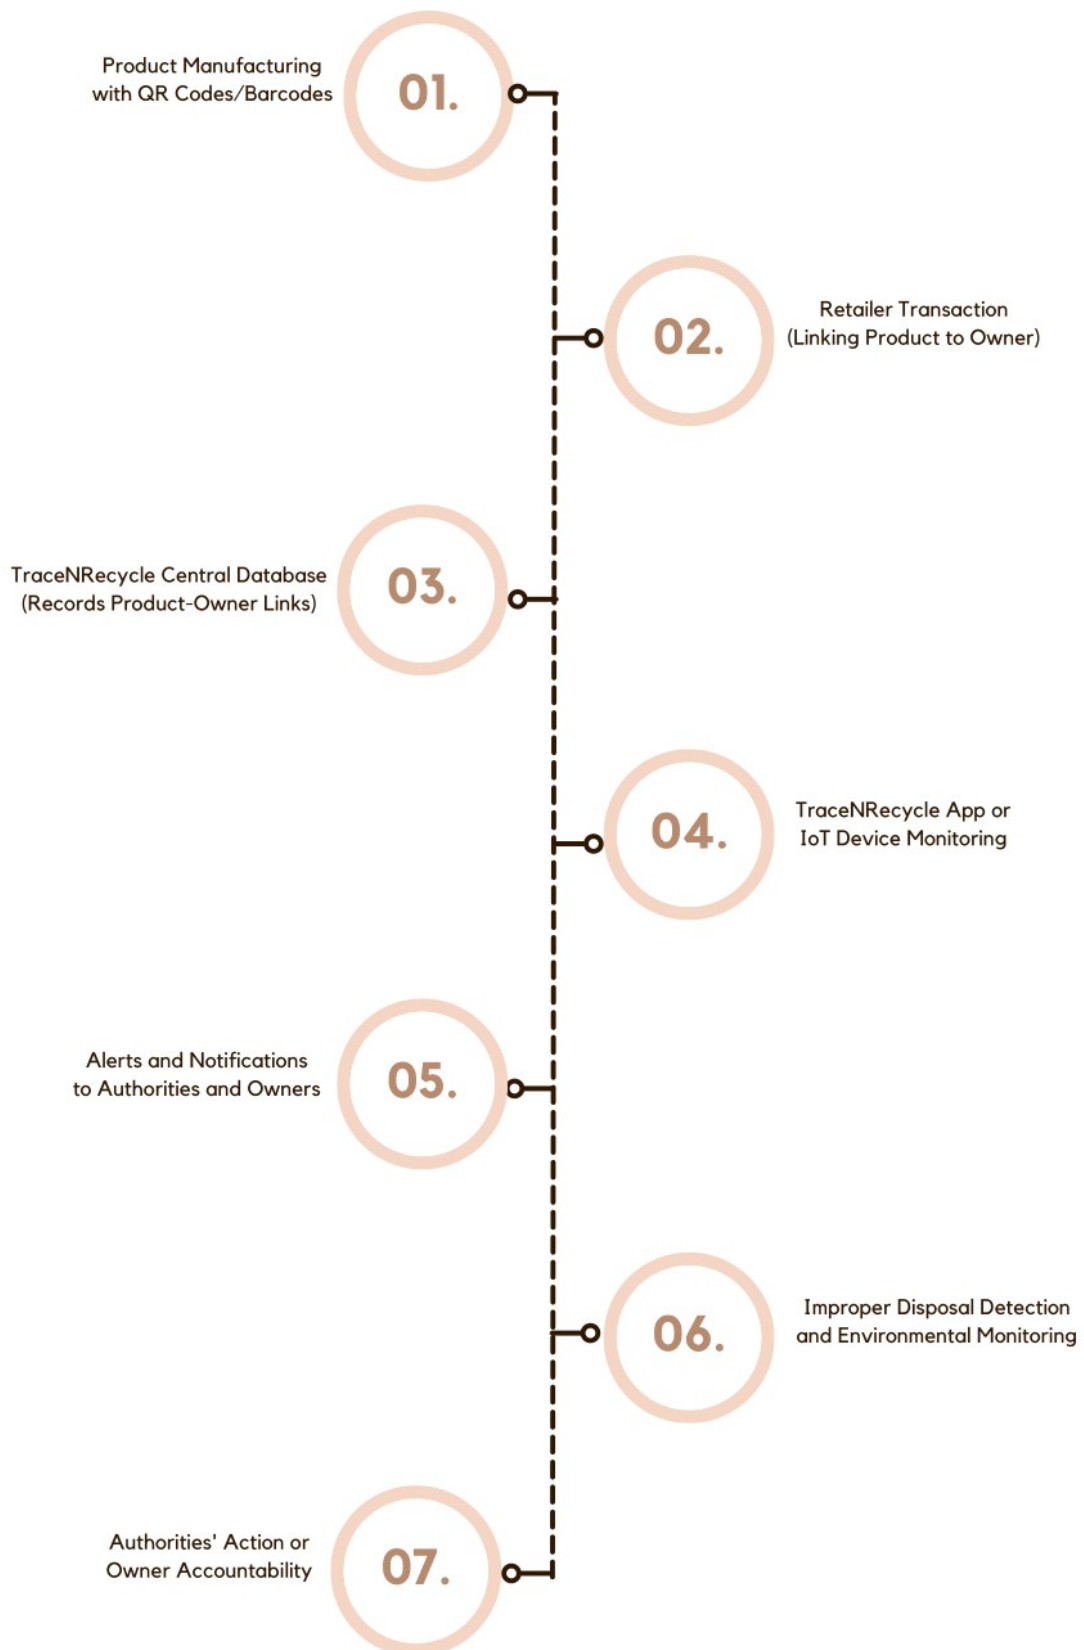 Product Manufacturing
with QR Codes/Barcodes
01.
02.
Retailer Transaction
(Linking Product to Owner)
TraceNRecycle Central Database
(Records Product-Owner Links)
03.
04.
TraceNRecycle App or
IoT Device Monitoring
Alerts and Notifications
to Authorities and Owners
05.
06.
Improper Disposal Detection
and Environmental Monitoring
Authorities' Action or
Owner Accountability
07.